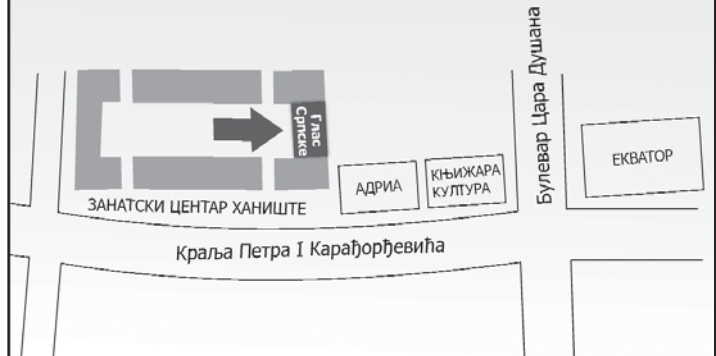 Булевар Цара Душана
Глас
Српске
ЕКВАТОР
АДРИА
КЊИЖАРА
КУЛТУРА
ЗАНАТСКИ ЦЕНТАР ХАНИШТЕ
Краља Петра I Карађорђевића